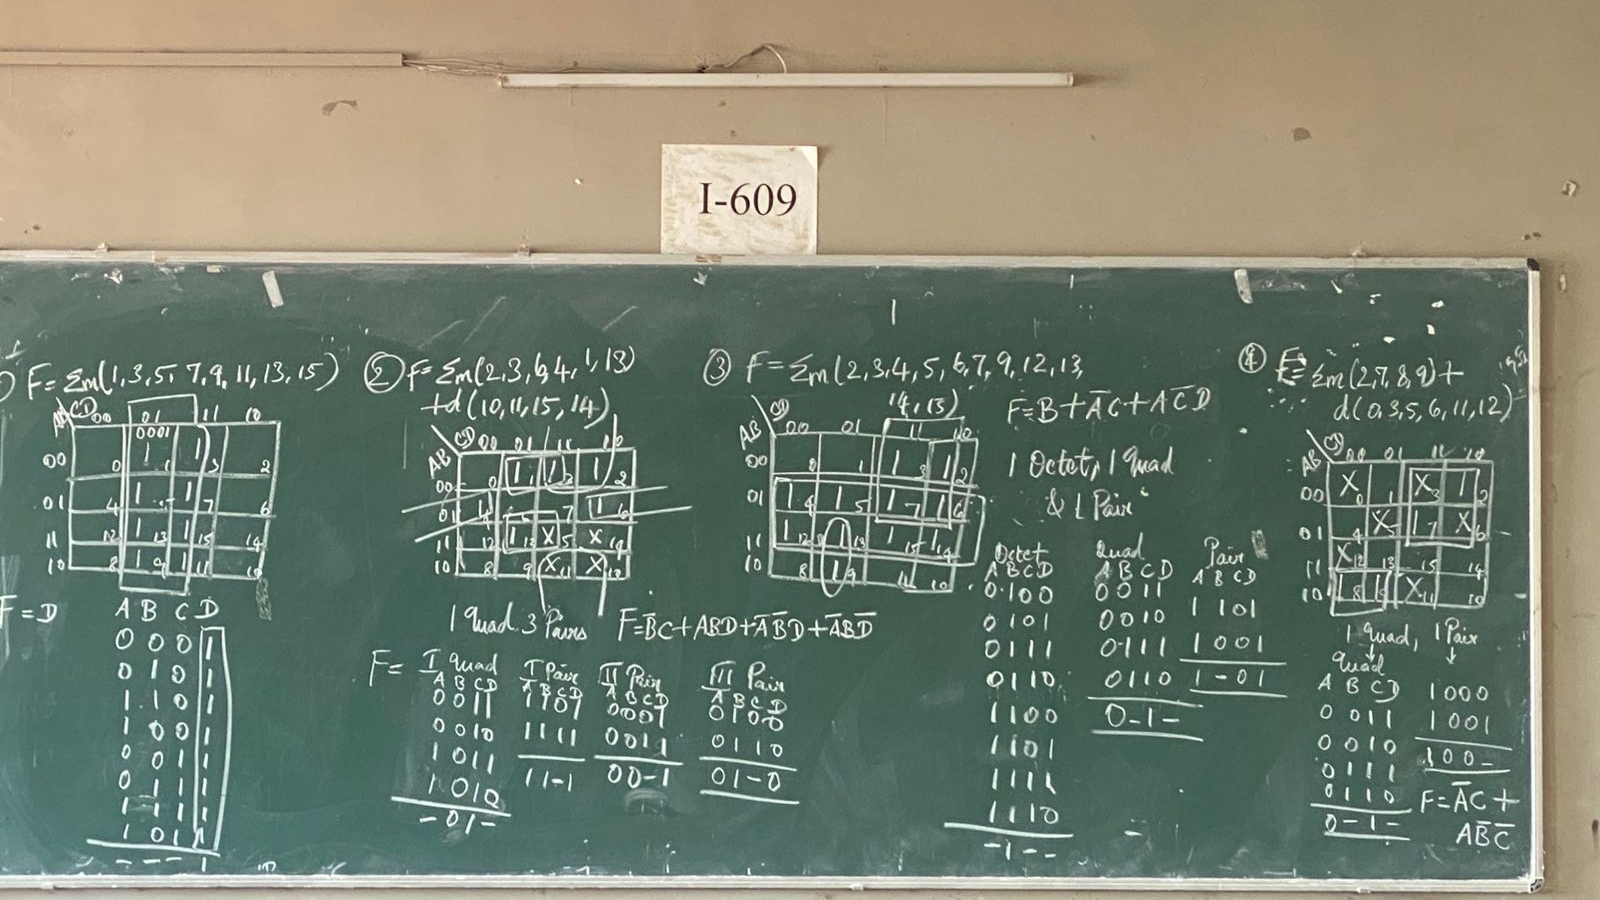 I-609
F=Σm(1,3,5,7,9,11,13,15)
CD
00 01 11 10
0001
00 0 1 1 1 3 2
01 4 1 5 1 7 6
11 12 1 13 1 15 14
10 8 1 9 1 11 10
F=D
A B C D
0 0 0 1
0 1 0 1
1 1 0 1
1 0 0 1
0 0 1 1
0 1 1 1
1 1 1 1
1 0 1 1
- - - 1
② F=Σm(2,3,6,4,1,13)
+d(10,11,15,14)
CD
AB
00 01 11 10
00 0 1 1 1 3 1 2
01 1 4 5 7 1 6
11 12 1 13 X 15 X 14
10 8 9 X 11 X 10
1 Quad 3 Pairs F=B̅C+ABD+A̅B̅D+A̅BD̅
F= I Quad
A B C D
0 0 1 1
0 0 1 0
1 0 1 1
1 0 1 0
- 0 1 -
I Pair
A B C D
1 1 0 1
1 1 1 1
1 1 - 1
II Pair
A B C D
0 0 0 1
0 0 1 1
0 0 - 1
III Pair
A B C D
0 1 0 0
0 1 1 0
0 1 - 0
③ F=Σm(2,3,4,5,6,7,9,12,13,
14,15)
CD
AB
00 01 11 10
00 0 1 1 3 1 2
01 1 4 1 5 1 7 1 6
11 1 12 1 13 1 15 1 14
10 8 1 9 11 10
F=B+A̅C+AC̅D
1 Octet, 1 Quad
& 1 Pair
Octet
A B C D
0 1 0 0
0 1 0 1
0 1 1 1
0 1 1 0
1 1 0 0
1 1 0 1
1 1 1 1
1 1 1 0
- 1 - -
Quad
A B C D
0 0 1 1
0 0 1 0
0 1 1 1
0 1 1 0
0 - 1 -
Pair
A B C D
1 1 0 1
1 0 0 1
1 - 0 1
④ F=Σm(2,7,8,9)+
d(0,3,5,6,11,12)
CD
AB
00 01 11 10
00 X 0 1 X 3 1 2
01 4 X 5 1 7 X 6
11 X 12 13 15 14
10 1 8 1 9 X 11 10
1 Quad, 1 Pair
Quad
A B C D
0 0 1 1
0 0 1 0
0 1 1 1
0 1 1 0
0 - 1 -
1 0 0 0
1 0 0 1
1 0 0 -
F=A̅C+
AB̅C̅